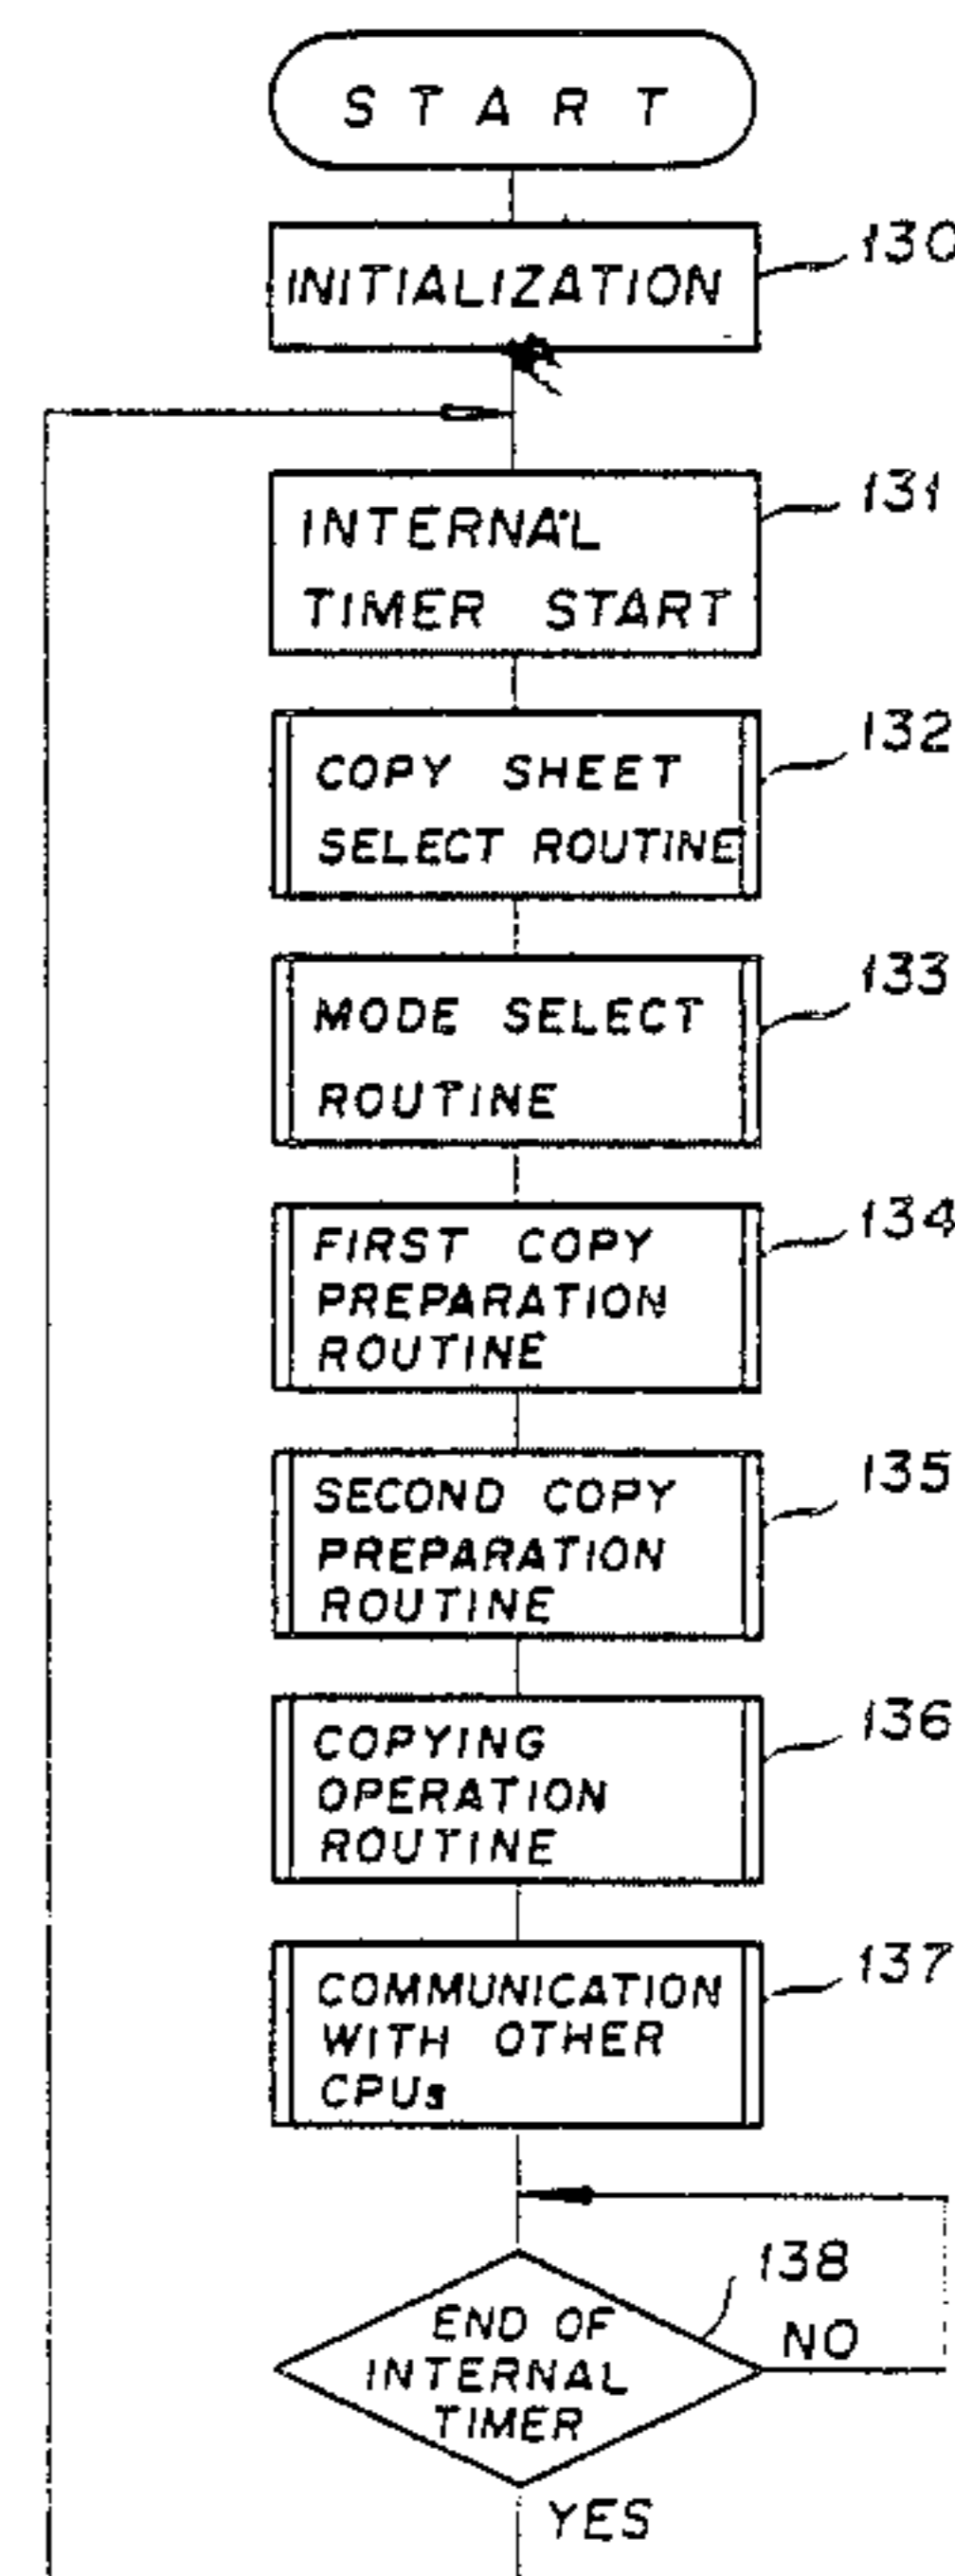 START
130
INITIALIZATION
131
INTERNAL
TIMER START
132
COPY SHEET
SELECT ROUTINE
133
MODE SELECT
ROUTINE
134
FIRST COPY
PREPARATION
ROUTINE
135
SECOND COPY
PREPARATION
ROUTINE
136
COPYING
OPERATION
ROUTINE
137
COMMUNICATION
WITH OTHER
CPUs
138
END OF
INTERNAL
TIMER
NO
YES